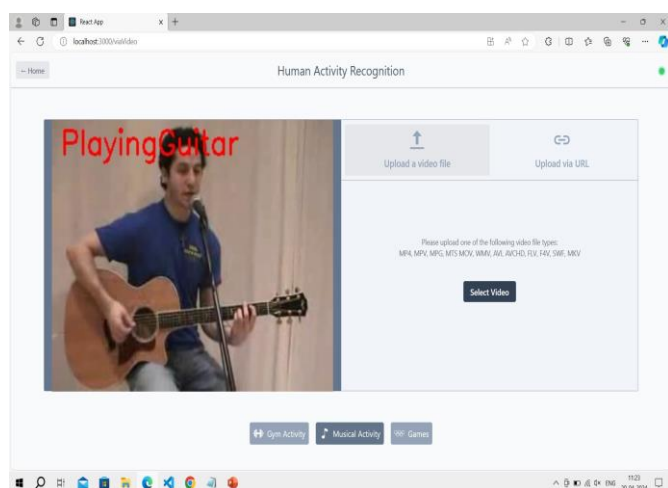 React App
localhost:3000/viaVideo
← Home
Human Activity Recognition
PlayingGuitar
Upload a video file
Upload via URL
Please upload one of the following video file types:
MP4, MPV, MPG, MTS MOV, WMV, AVI, AVCHD, FLV, F4V, SWF, MKV
Select Video
Gym Activity
Musical Activity
Games
ENG
11:23